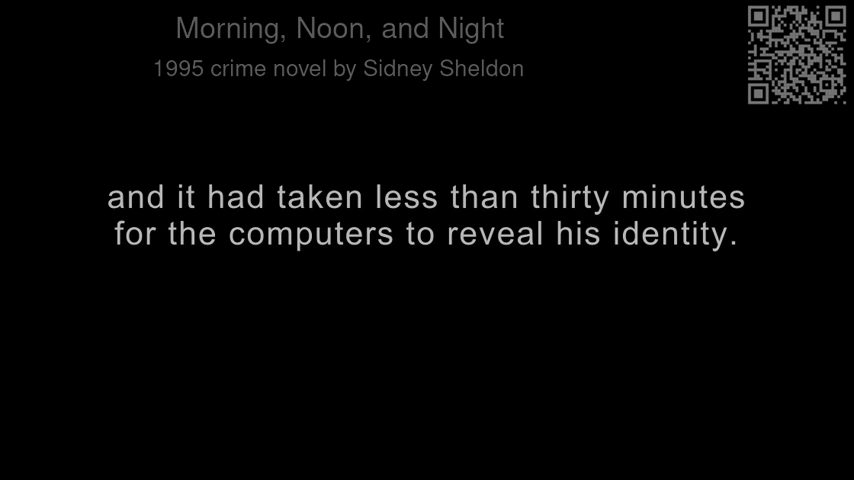 Morning, Noon, and Night
1995 crime novel by Sidney Sheldon
and it had taken less than thirty minutes
for the computers to reveal his identity.